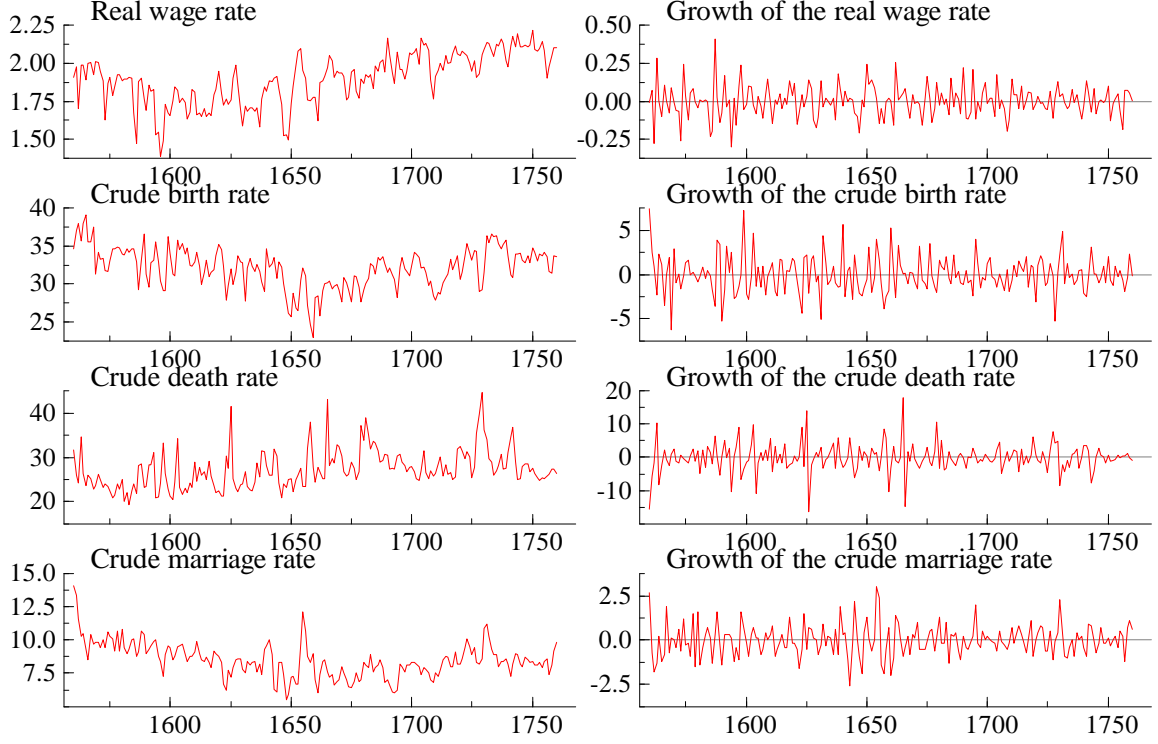 Real wage rate
2.25
2.00
1.75
1.50
1600 1650 1700 1750
Growth of the real wage rate
0.50
0.25
0.00
-0.25
1600 1650 1700 1750
Crude birth rate
40
35
30
25
1600 1650 1700 1750
Growth of the crude birth rate
5
0
-5
1600 1650 1700 1750
Crude death rate
40
30
20
1600 1650 1700 1750
Growth of the crude death rate
20
10
0
-10
1600 1650 1700 1750
Crude marriage rate
15.0
12.5
10.0
7.5
1600 1650 1700 1750
Growth of the crude marriage rate
2.5
0.0
-2.5
1600 1650 1700 1750